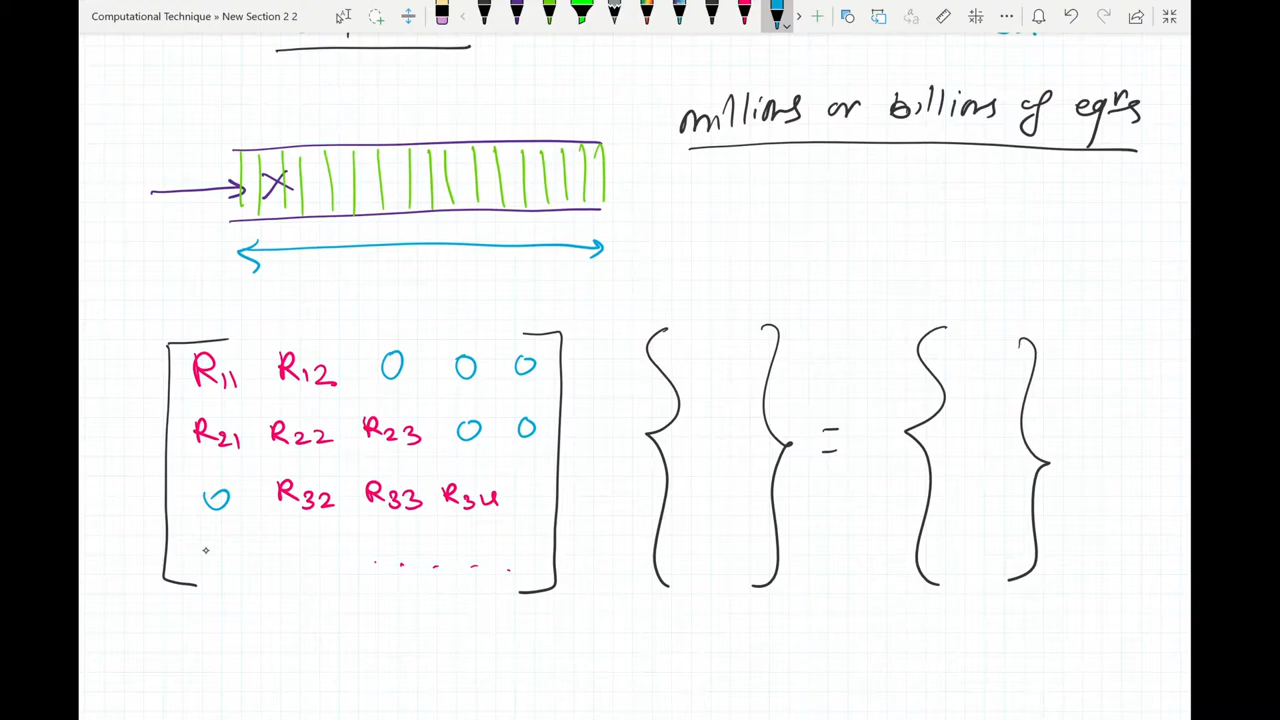 Computational Technique » New Section 2 2
millions or billions of eqns
R11 R12 0 0 0
R21 R22 R23 0 0
=
0 R32 R33 R34
. . . . .